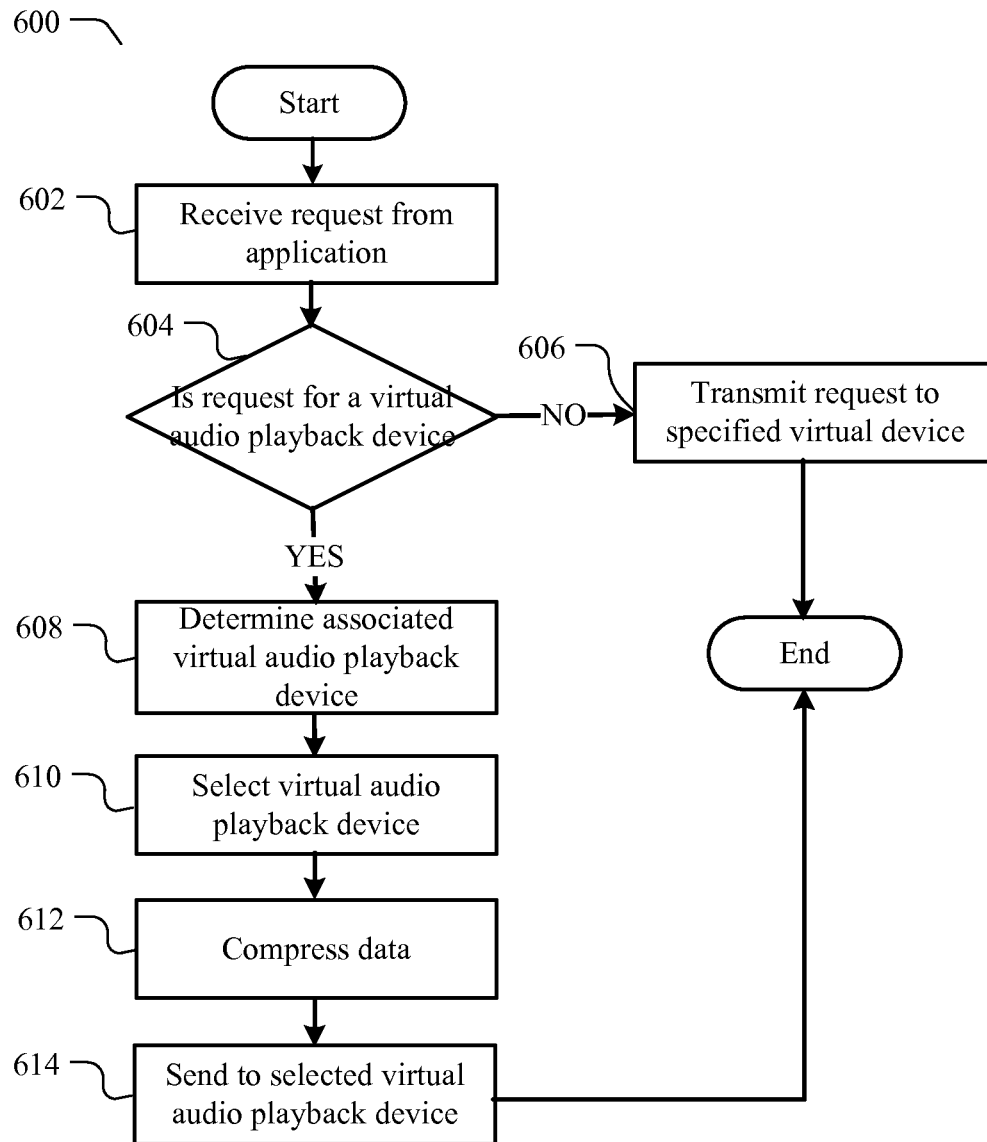 600
Start
602
Receive request from
application
604
Is request for a virtual
audio playback device
NO
606
Transmit request to
specified virtual device
YES
608
Determine associated
virtual audio playback
device
End
610
Select virtual audio
playback device
612
Compress data
614
Send to selected virtual
audio playback device